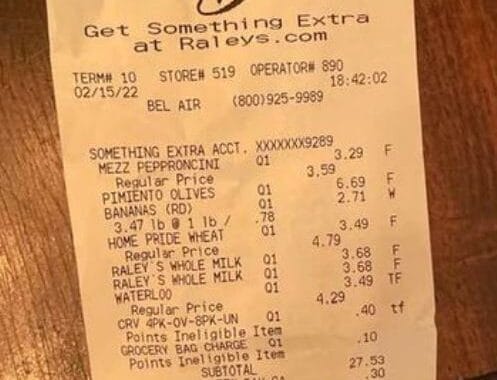 Get Something Extra
at Raleys.com
TERM# 10 STORE# 519 OPERATOR# 890
02/15/22 18:42:02
BEL AIR (800)925-9989
SOMETHING EXTRA ACCT. XXXXXXX9289
MEZZ PEPPRONCINI Q1 3.29 F
Regular Price 3.59
PIMIENTO OLIVES Q1 6.69 F
BANANAS (RD) Q1 2.71 W
3.47 lb @ 1 lb / .78
HOME PRIDE WHEAT Q1 3.49 F
Regular Price 4.79
RALEY'S WHOLE MILK Q1 3.68 F
RALEY'S WHOLE MILK Q1 3.68 F
WATERLOO Q1 3.49 TF
Regular Price 4.29
CRV 4PK-OV-8PK-UN Q1 .40 tf
Points Ineligible Item
GROCERY BAG CHARGE Q1 .10
Points Ineligible Item
SUBTOTAL 27.53
.30